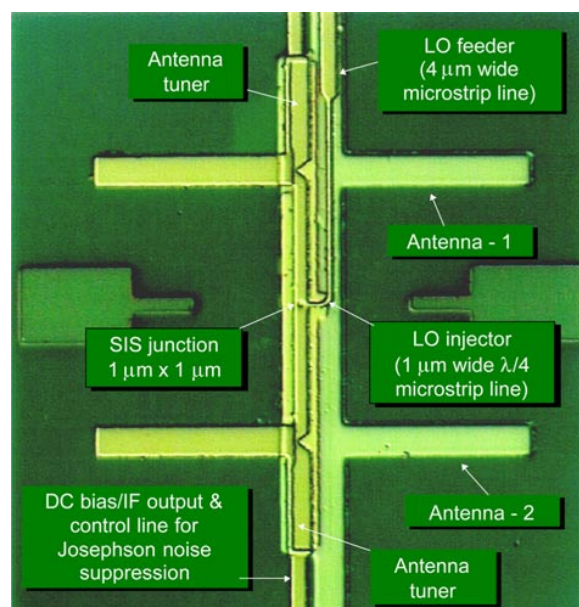 Antenna
tuner
LO feeder
(4 μm wide
microstrip line)
Antenna - 1
SIS junction
1 μm x 1 μm
LO injector
(1 μm wide λ/4
microstrip line)
DC bias/IF output &
control line for
Josephson noise
suppression
Antenna - 2
Antenna
tuner